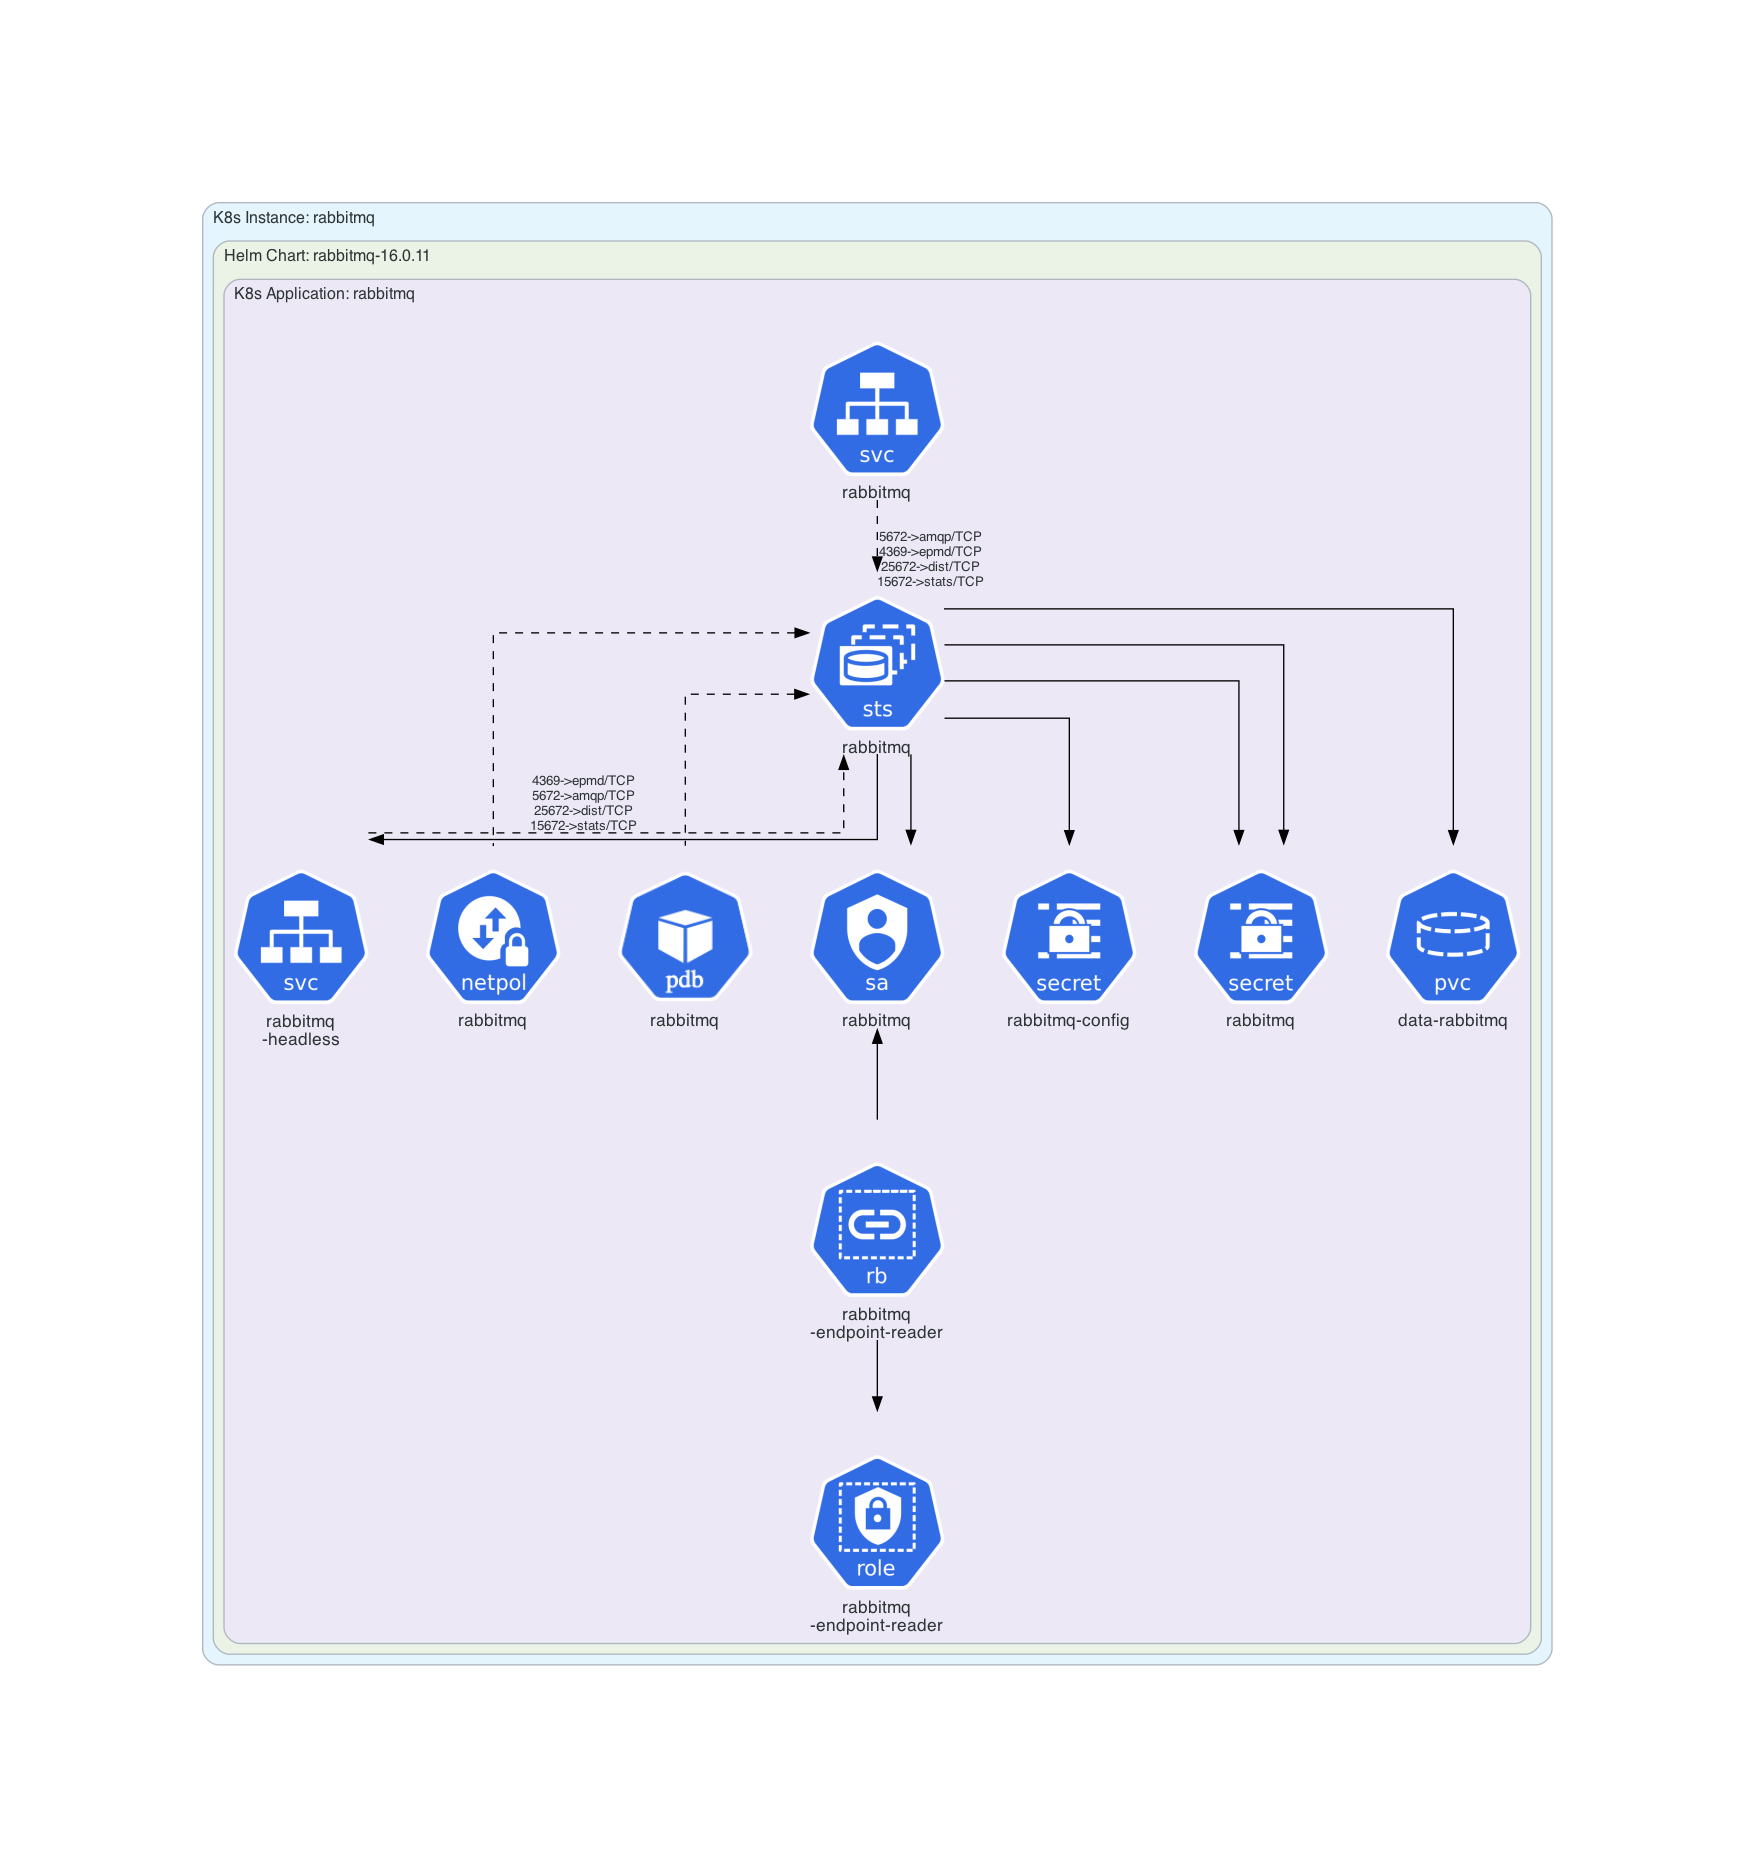 K8s Instance: rabbitmq
Helm Chart: rabbitmq-16.0.11
K8s Application: rabbitmq
svc
rabbitmq
5672->amqp/TCP
4369->epmd/TCP
25672->dist/TCP
15672->stats/TCP
sts
rabbitmq
4369->epmd/TCP
5672->amqp/TCP
25672->dist/TCP
15672->stats/TCP
svc
rabbitmq
-headless
netpol
rabbitmq
pdb
rabbitmq
sa
rabbitmq
secret
rabbitmq-config
secret
rabbitmq
pvc
data-rabbitmq
rb
rabbitmq
-endpoint-reader
role
rabbitmq
-endpoint-reader